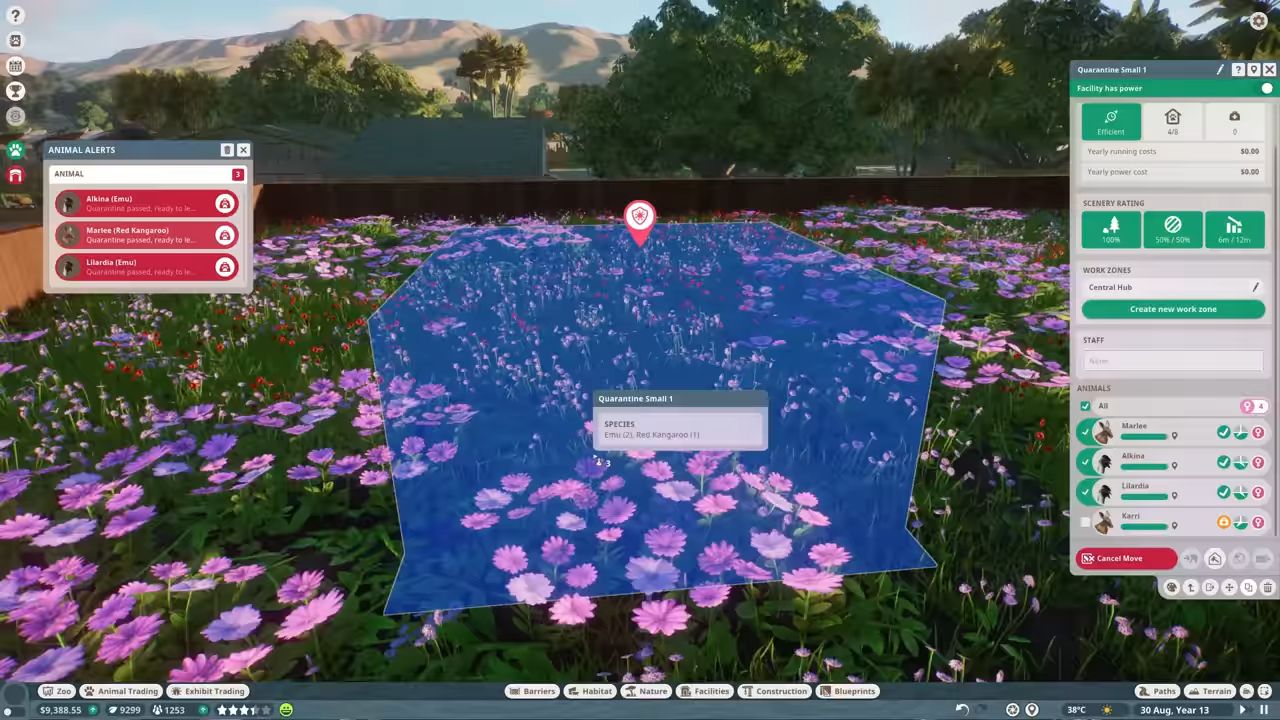 ANIMAL ALERTS
ANIMAL
3
Alkina (Emu)
Quarantine passed, ready to le...
Marlee (Red Kangaroo)
Quarantine passed, ready to le...
Lilardia (Emu)
Quarantine passed, ready to le...
Quarantine Small 1
SPECIES
Emu (2), Red Kangaroo (1)
3
Quarantine Small 1
Facility has power
Efficient
4/8
0
Yearly running costs
$0.00
Yearly power cost
$0.00
SCENERY RATING
100%
50% / 50%
6m / 12m
WORK ZONES
Central Hub
Create new work zone
STAFF
None
ANIMALS
All
4
Marlee
Alkina
Lilardia
Karri
Cancel Move
Zoo
Animal Trading
Exhibit Trading
Barriers
Habitat
Nature
Facilities
Construction
Blueprints
Paths
Terrain
$9,388.55
9299
1253
38°C
30 Aug, Year 13